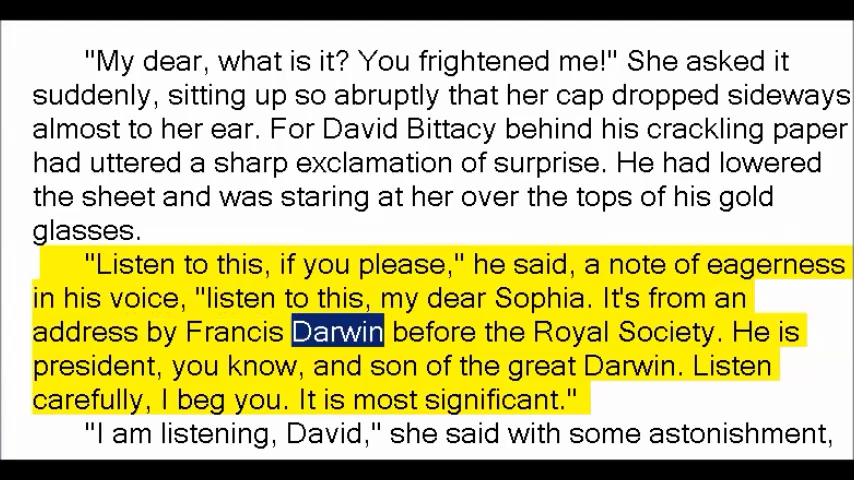 "My dear, what is it? You frightened me!" She asked it
suddenly, sitting up so abruptly that her cap dropped sideways
almost to her ear. For David Bittacy behind his crackling paper
had uttered a sharp exclamation of surprise. He had lowered
the sheet and was staring at her over the tops of his gold
glasses.
"Listen to this, if you please," he said, a note of eagerness
in his voice, "listen to this, my dear Sophia. It's from an
address by Francis Darwin before the Royal Society. He is
president, you know, and son of the great Darwin. Listen
carefully, I beg you. It is most significant."
"I am listening, David," she said with some astonishment,